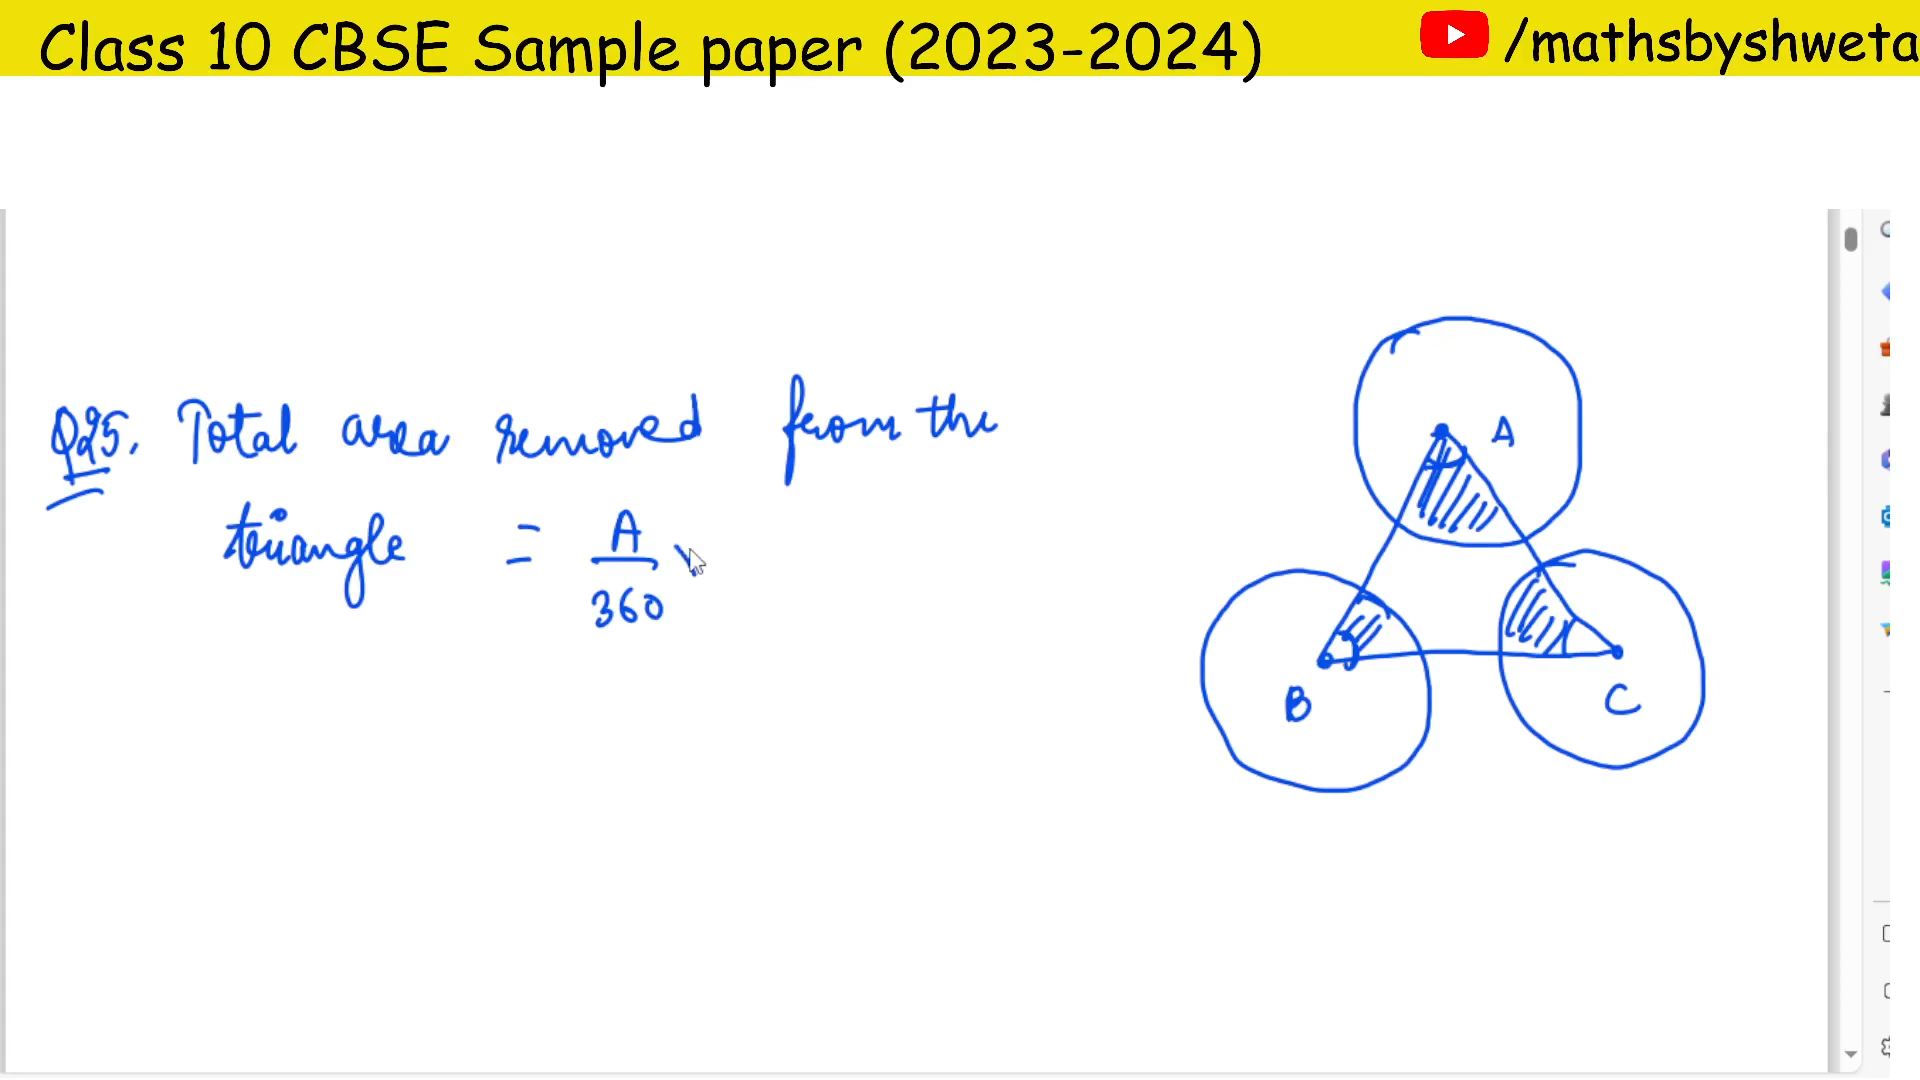 Class 10 CBSE Sample paper (2023-2024)
/mathsbyshweta
Q25. Total area removed from the
triangle = A
360
A
B
C